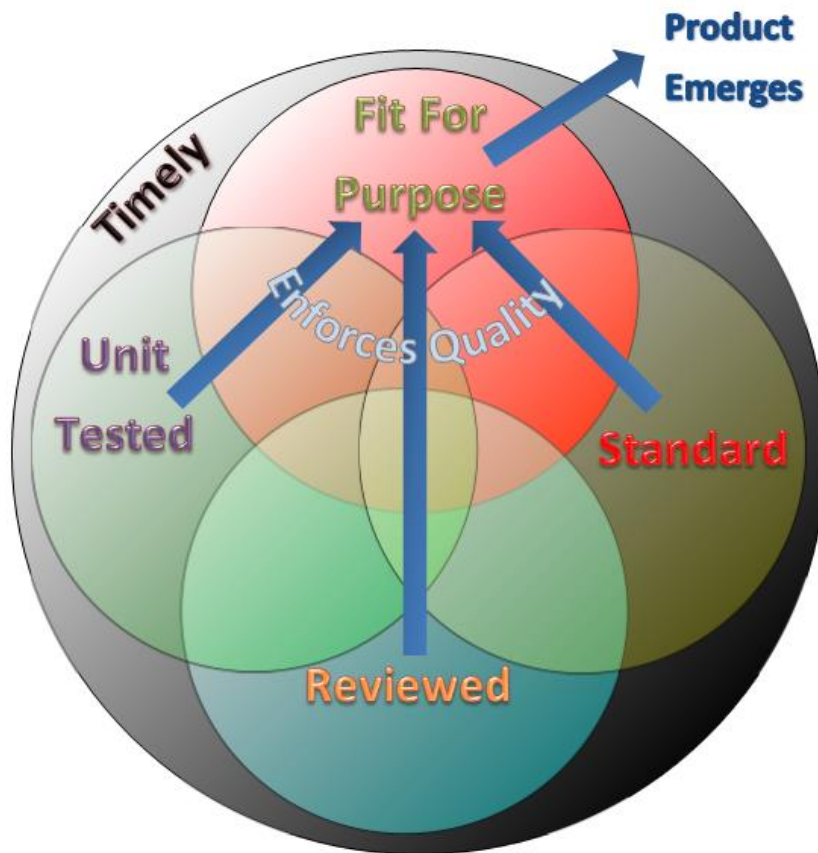 Product
Emerges
Fit For
Purpose
Timely
Enforces Quality
Unit
Tested
Standard
Reviewed